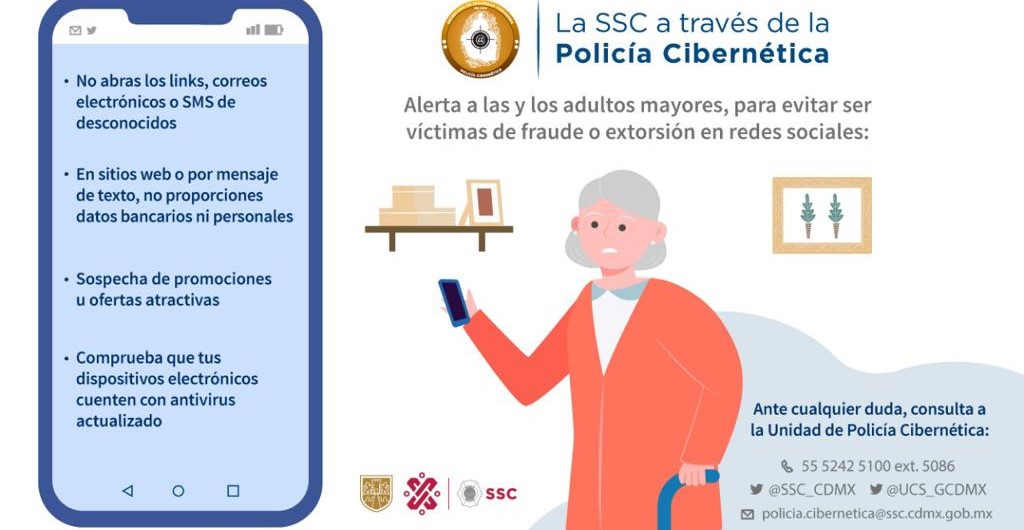 • No abras los links, correos
electrónicos o SMS de
desconocidos
• En sitios web o por mensaje
de texto, no proporciones
datos bancarios ni personales
• Sospecha de promociones
u ofertas atractivas
• Comprueba que tus
dispositivos electrónicos
cuenten con antivirus
actualizado
La SSC a través de la
Policía Cibernética
Alerta a las y los adultos mayores, para evitar ser
víctimas de fraude o extorsión en redes sociales:
Ante cualquier duda, consulta a
la Unidad de Policía Cibernética:
55 5242 5100 ext. 5086
@SSC_CDMX @UCS_GCDMX
policia.cibernetica@ssc.cdmx.gob.mx
SSC